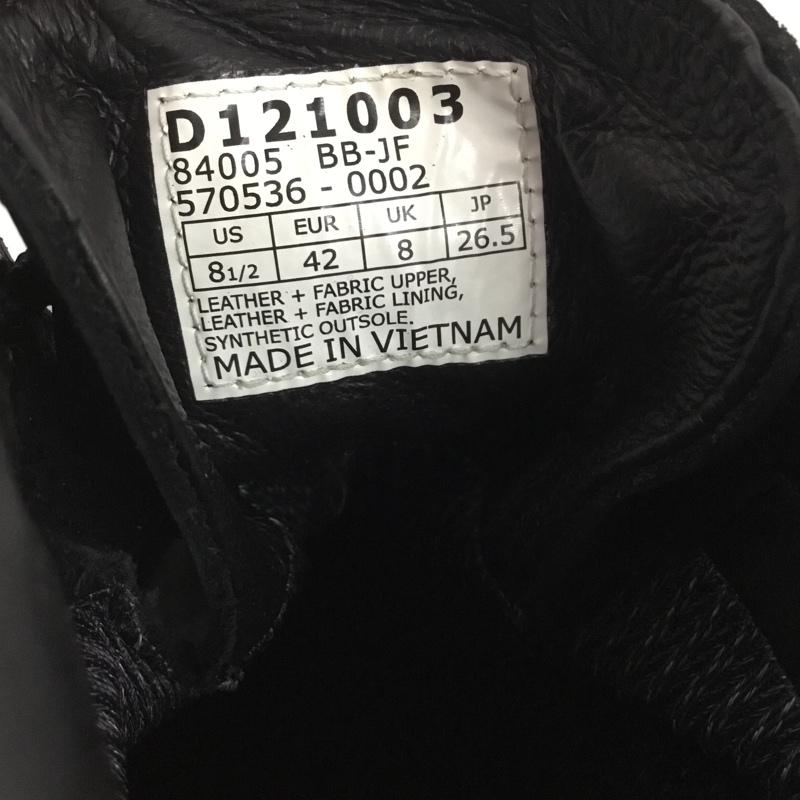 D121003
84005 BB-JF
570536 - 0002
US EUR UK JP
8 1/2 42 8 26.5
LEATHER + FABRIC UPPER,
LEATHER + FABRIC LINING,
SYNTHETIC OUTSOLE.
MADE IN VIETNAM